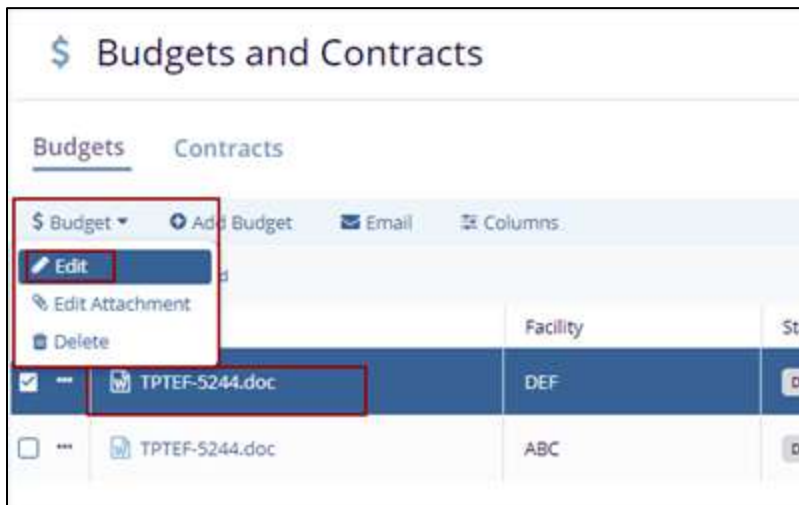 $ Budgets and Contracts
Budgets Contracts
$ Budget Add Budget Email Columns
Edit
Edit Attachment
Delete
Facility St
TPTEF-5244.doc DEF D
TPTEF-5244.doc ABC D